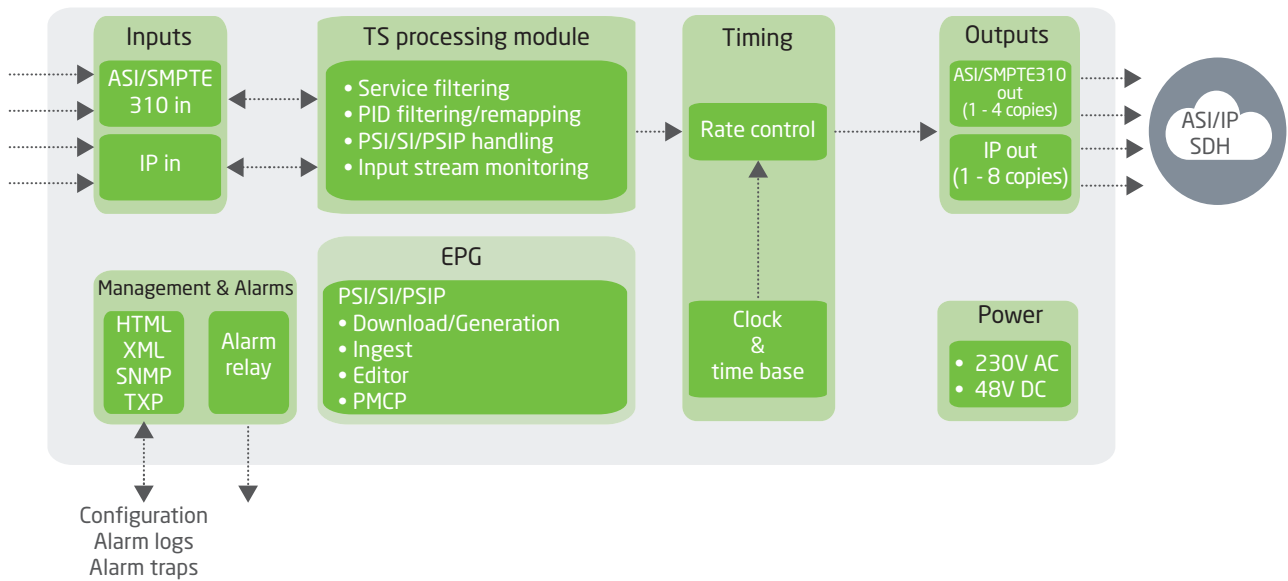 Inputs
ASI/SMPTE
310 in
IP in
TS processing module
• Service filtering
• PID filtering/remapping
• PSI/SI/PSIP handling
• Input stream monitoring
Timing
Rate control
Clock
&
time base
Outputs
ASI/SMPTE310
out
(1 - 4 copies)
IP out
(1 - 8 copies)
ASI/IP
SDH
Management & Alarms
HTML
XML
SNMP
TXP
Alarm
relay
EPG
PSI/SI/PSIP
• Download/Generation
• Ingest
• Editor
• PMCP
Power
• 230V AC
• 48V DC
Configuration
Alarm logs
Alarm traps